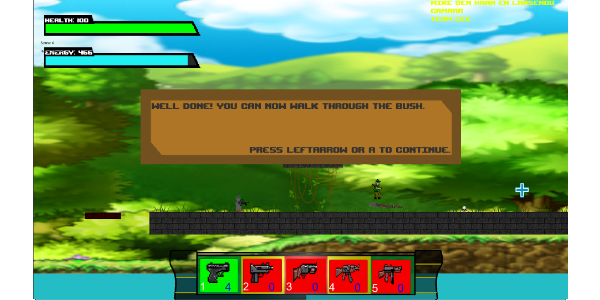 HEALTH: 100
ENERGY: 466
WELL DONE! YOU CAN NOW WALK THROUGH THE BUSH.
PRESS LEFTARROW OR A TO CONTINUE.
1 4 2 0 3 0 4 0 5 0